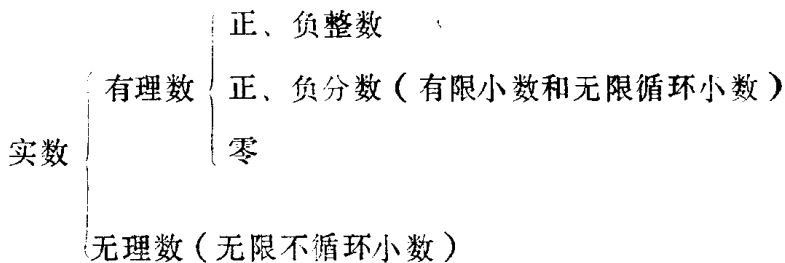 正、负整数
有理数 正、负分数（有限小数和无限循环小数）
实数
零
无理数（无限不循环小数）